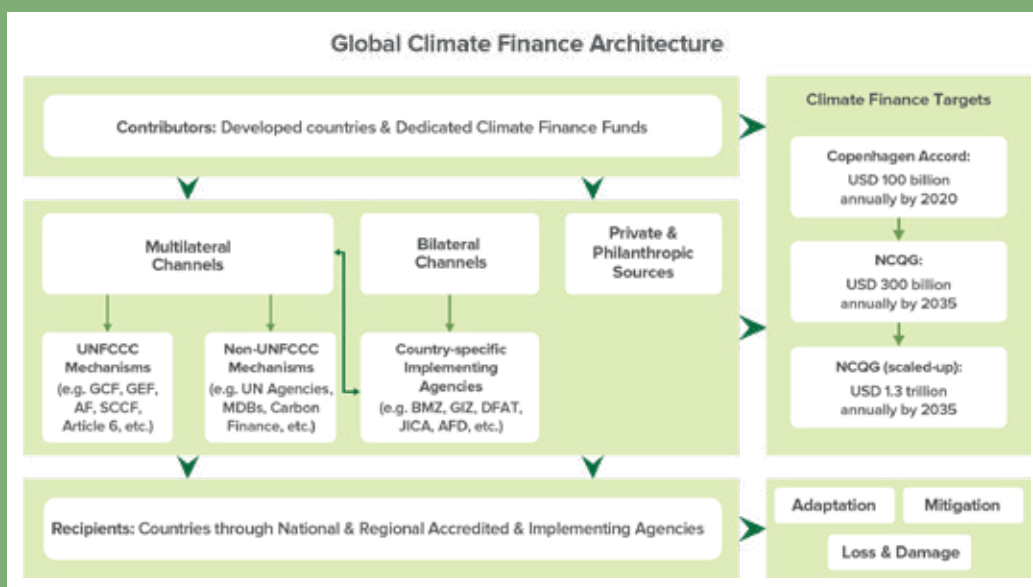 Global Climate Finance Architecture
Contributors: Developed countries & Dedicated Climate Finance Funds
Multilateral
Channels
Bilateral
Channels
Private &
Philanthropic
Sources
UNFCCC
Mechanisms
(e.g. GCF, GEF,
AF, SCCF,
Article 6, etc.)
Non-UNFCCC
Mechanisms
(e.g. UN Agencies,
MDBs, Carbon
Finance, etc.)
Country-specific
Implementing
Agencies
(e.g. BMZ, GIZ, DFAT,
JICA, AFD, etc.)
Recipients: Countries through National & Regional Accredited & Implementing Agencies
Climate Finance Targets
Copenhagen Accord:
USD 100 billion
annually by 2020
NCQG:
USD 300 billion
annually by 2035
NCQG (scaled-up):
USD 1.3 trillion
annually by 2035
Adaptation
Mitigation
Loss & Damage